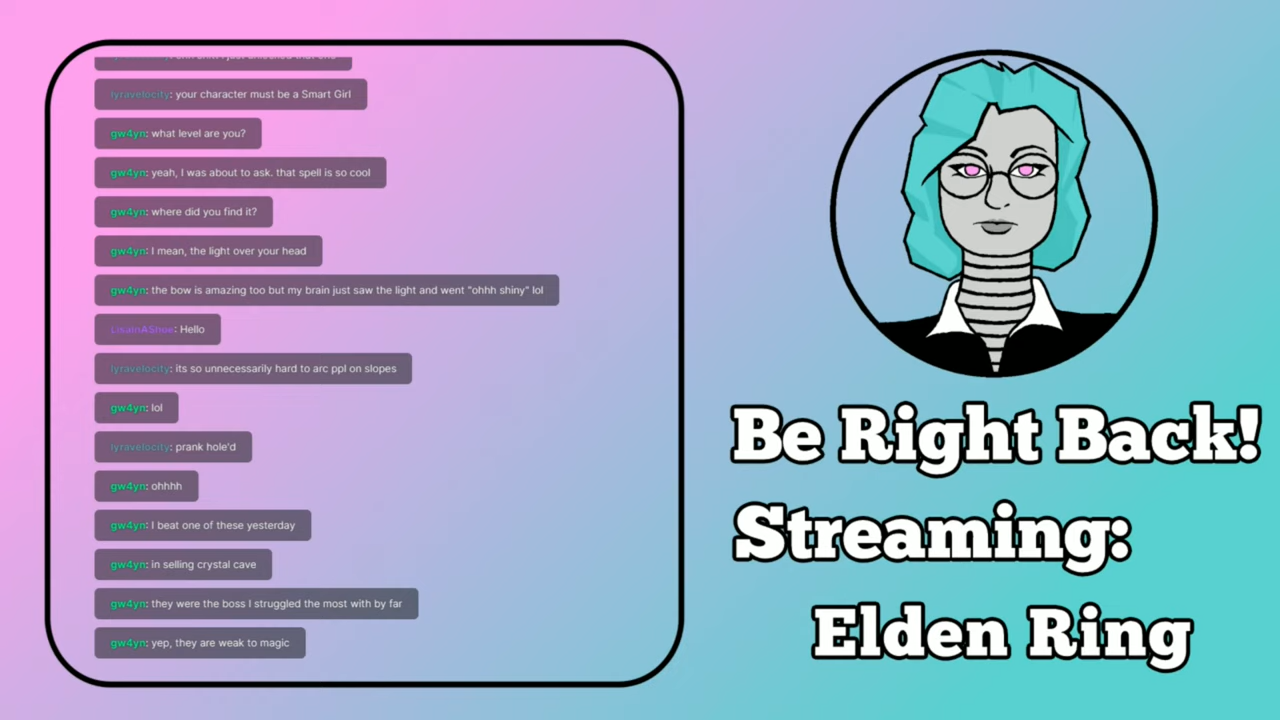 lyravelocity: your character must be a Smart Girl
gw4yn: what level are you?
gw4yn: yeah, I was about to ask. that spell is so cool
gw4yn: where did you find it?
gw4yn: I mean, the light over your head
gw4yn: the bow is amazing too but my brain just saw the light and went "ohhh shiny" lol
LisaInAShoe: Hello
lyravelocity: its so unnecessarily hard to arc ppl on slopes
gw4yn: lol
lyravelocity: prank hole'd
gw4yn: ohhhh
gw4yn: I beat one of these yesterday
gw4yn: in selling crystal cave
gw4yn: they were the boss I struggled the most with by far
gw4yn: yep, they are weak to magic
Be Right Back!
Streaming:
Elden Ring